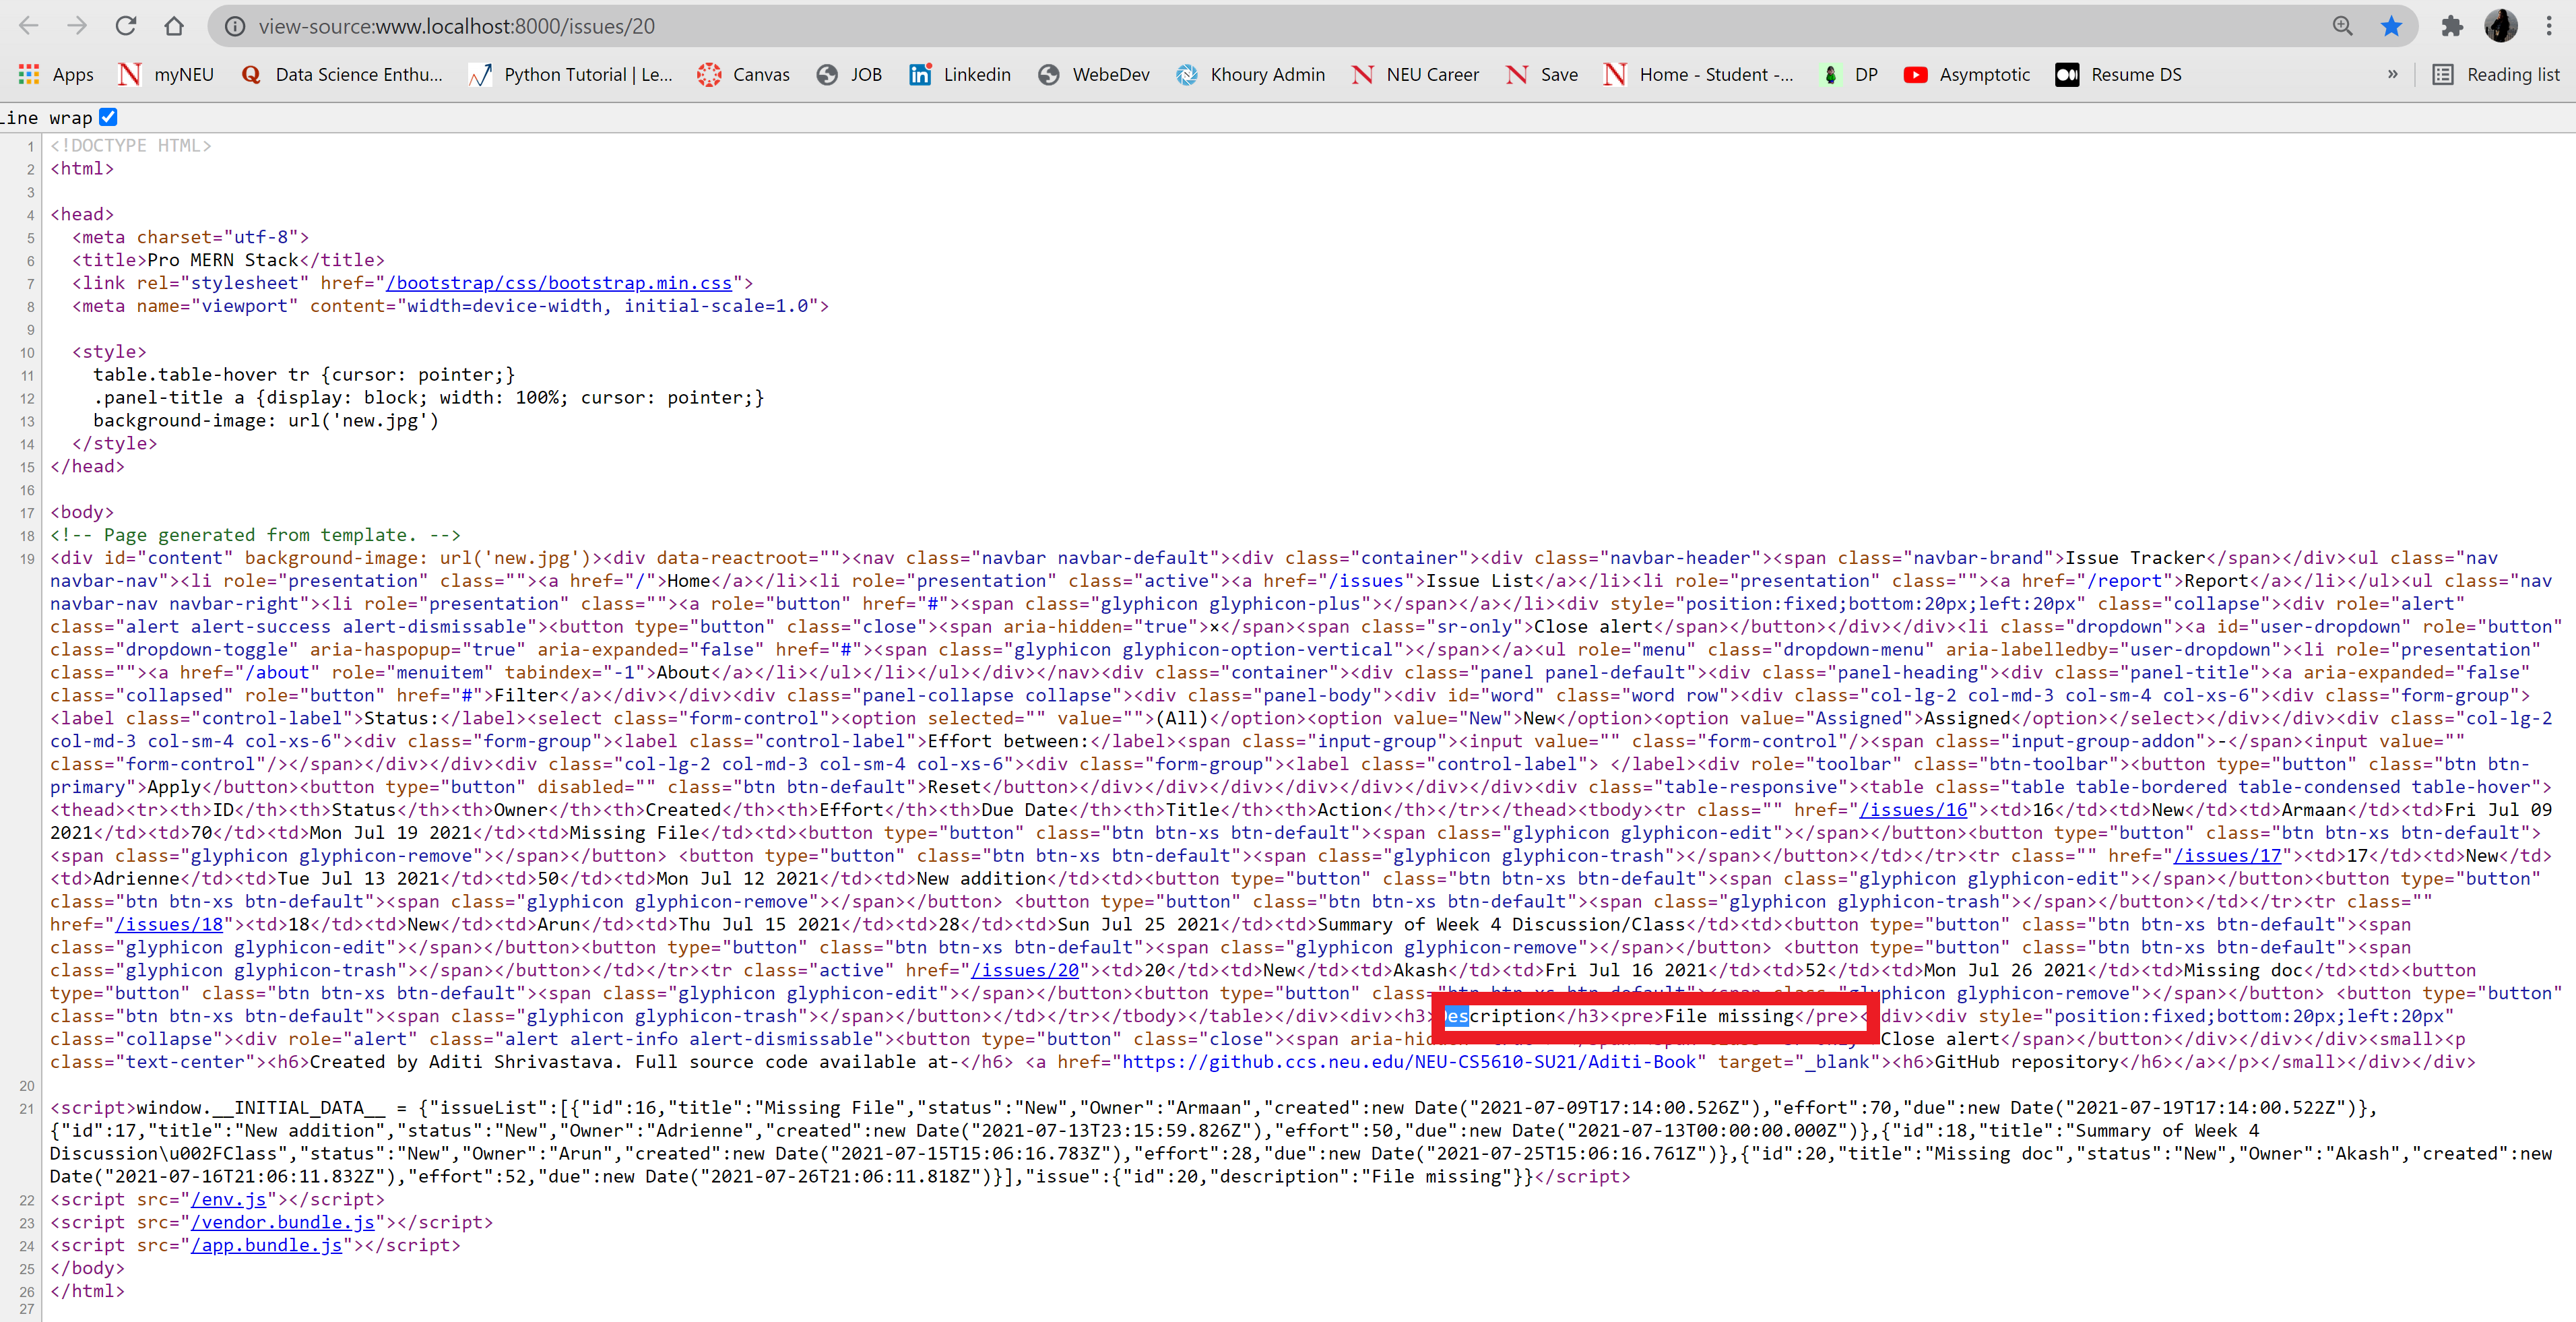 view-source:www.localhost:8000/issues/20
Apps myNEU Data Science Enthu... Python Tutorial | Le... Canvas JOB Linkedin WebeDev Khoury Admin NEU Career Save Home - Student -... DP Asymptotic Resume DS » Reading list
Line wrap
1 <!DOCTYPE HTML>
2 <html>
3
4 <head>
5 <meta charset="utf-8">
6 <title>Pro MERN Stack</title>
7 <link rel="stylesheet" href="/bootstrap/css/bootstrap.min.css">
8 <meta name="viewport" content="width=device-width, initial-scale=1.0">
9
10 <style>
11 table.table-hover tr {cursor: pointer;}
12 .panel-title a {display: block; width: 100%; cursor: pointer;}
13 background-image: url('new.jpg')
14 </style>
15 </head>
16
17 <body>
18 <!-- Page generated from template. -->
19 <div id="content" background-image: url('new.jpg')><div data-reactroot=""><nav class="navbar navbar-default"><div class="container"><div class="navbar-header"><span class="navbar-brand">Issue Tracker</span></div><ul class="nav
navbar-nav"><li role="presentation" class=""><a href="/">Home</a></li><li role="presentation" class="active"><a href="/issues">Issue List</a></li><li role="presentation" class=""><a href="/report">Report</a></li></ul><ul class="nav
navbar-nav navbar-right"><li role="presentation" class=""><a role="button" href="#"><span class="glyphicon glyphicon-plus"></span></a></li><div style="position:fixed;bottom:20px;left:20px" class="collapse"><div role="alert"
class="alert alert-success alert-dismissable"><button type="button" class="close"><span aria-hidden="true">×</span><span class="sr-only">Close alert</span></button></div></div><li class="dropdown"><a id="user-dropdown" role="button"
class="dropdown-toggle" aria-haspopup="true" aria-expanded="false" href="#"><span class="glyphicon glyphicon-option-vertical"></span></a><ul role="menu" class="dropdown-menu" aria-labelledby="user-dropdown"><li role="presentation"
class=""><a href="/about" role="menuitem" tabindex="-1">About</a></li></ul></li></ul></div></nav><div class="container"><div class="panel panel-default"><div class="panel-heading"><div class="panel-title"><a aria-expanded="false"
class="collapsed" role="button" href="#">Filter</a></div></div><div class="panel-collapse collapse"><div class="panel-body"><div id="word" class="word row"><div class="col-lg-2 col-md-3 col-sm-4 col-xs-6"><div class="form-group">
<label class="control-label">Status:</label><select class="form-control"><option selected="" value="">(All)</option><option value="New">New</option><option value="Assigned">Assigned</option></select></div></div><div class="col-lg-2
col-md-3 col-sm-4 col-xs-6"><div class="form-group"><label class="control-label">Effort between:</label><span class="input-group"><input value="" class="form-control"/><span class="input-group-addon">-</span><input value=""
class="form-control"/></span></div></div><div class="col-lg-2 col-md-3 col-sm-4 col-xs-6"><div class="form-group"><label class="control-label"> </label><div role="toolbar" class="btn-toolbar"><button type="button" class="btn btn-
primary">Apply</button><button type="button" disabled="" class="btn btn-default">Reset</button></div></div></div></div></div></div></div><div class="table-responsive"><table class="table table-bordered table-condensed table-hover">
<thead><tr><th>ID</th><th>Status</th><th>Owner</th><th>Created</th><th>Effort</th><th>Due Date</th><th>Title</th><th>Action</th></tr></thead><tbody><tr class="" href="/issues/16"><td>16</td><td>New</td><td>Armaan</td><td>Fri Jul 09
2021</td><td>70</td><td>Mon Jul 19 2021</td><td>Missing File</td><td><button type="button" class="btn btn-xs btn-default"><span class="glyphicon glyphicon-edit"></span></button><button type="button" class="btn btn-xs btn-default">
<span class="glyphicon glyphicon-remove"></span></button> <button type="button" class="btn btn-xs btn-default"><span class="glyphicon glyphicon-trash"></span></button></td></tr><tr class="" href="/issues/17"><td>17</td><td>New</td>
<td>Adrienne</td><td>Tue Jul 13 2021</td><td>50</td><td>Mon Jul 12 2021</td><td>New addition</td><td><button type="button" class="btn btn-xs btn-default"><span class="glyphicon glyphicon-edit"></span></button><button type="button"
class="btn btn-xs btn-default"><span class="glyphicon glyphicon-remove"></span></button> <button type="button" class="btn btn-xs btn-default"><span class="glyphicon glyphicon-trash"></span></button></td></tr><tr class=""
href="/issues/18"><td>18</td><td>New</td><td>Arun</td><td>Thu Jul 15 2021</td><td>28</td><td>Sun Jul 25 2021</td><td>Summary of Week 4 Discussion/Class</td><td><button type="button" class="btn btn-xs btn-default"><span
class="glyphicon glyphicon-edit"></span></button><button type="button" class="btn btn-xs btn-default"><span class="glyphicon glyphicon-remove"></span></button> <button type="button" class="btn btn-xs btn-default"><span
class="glyphicon glyphicon-trash"></span></button></td></tr><tr class="active" href="/issues/20"><td>20</td><td>New</td><td>Akash</td><td>Fri Jul 16 2021</td><td>52</td><td>Mon Jul 26 2021</td><td>Missing doc</td><td><button
type="button" class="btn btn-xs btn-default"><span class="glyphicon glyphicon-edit"></span></button><button type="button" class="btn btn-xs btn-default"><span class="glyphicon glyphicon-remove"></span></button> <button type="button"
class="btn btn-xs btn-default"><span class="glyphicon glyphicon-trash"></span></button></td></tr></tbody></table></div><div><h3>Description</h3><pre>File missing</pre><div><div style="position:fixed;bottom:20px;left:20px"
class="collapse"><div role="alert" class="alert alert-info alert-dismissable"><button type="button" class="close"><span Close alert</span></button></div></div></div><small><p
class="text-center"><h6>Created by Aditi Shrivastava. Full source code available at-</h6> <a href="https://github.ccs.neu.edu/NEU-CS5610-SU21/Aditi-Book" target="_blank"><h6>GitHub repository</h6></a></p></small></div></div>
20
21 <script>window.__INITIAL_DATA__ = {"issueList":[{"id":16,"title":"Missing File","status":"New","Owner":"Armaan","created":new Date("2021-07-09T17:14:00.526Z"),"effort":70,"due":new Date("2021-07-19T17:14:00.522Z")},
{"id":17,"title":"New addition","status":"New","Owner":"Adrienne","created":new Date("2021-07-13T23:15:59.826Z"),"effort":50,"due":new Date("2021-07-13T00:00:00.000Z")},{"id":18,"title":"Summary of Week 4
Discussion\u002FClass","status":"New","Owner":"Arun","created":new Date("2021-07-15T15:06:16.783Z"),"effort":28,"due":new Date("2021-07-25T15:06:16.761Z")},{"id":20,"title":"Missing doc","status":"New","Owner":"Akash","created":new
Date("2021-07-16T21:06:11.832Z"),"effort":52,"due":new Date("2021-07-26T21:06:11.818Z")}],"issue":{"id":20,"description":"File missing"}}</script>
22 <script src="/env.js"></script>
23 <script src="/vendor.bundle.js"></script>
24 <script src="/app.bundle.js"></script>
25 </body>
26 </html>
27